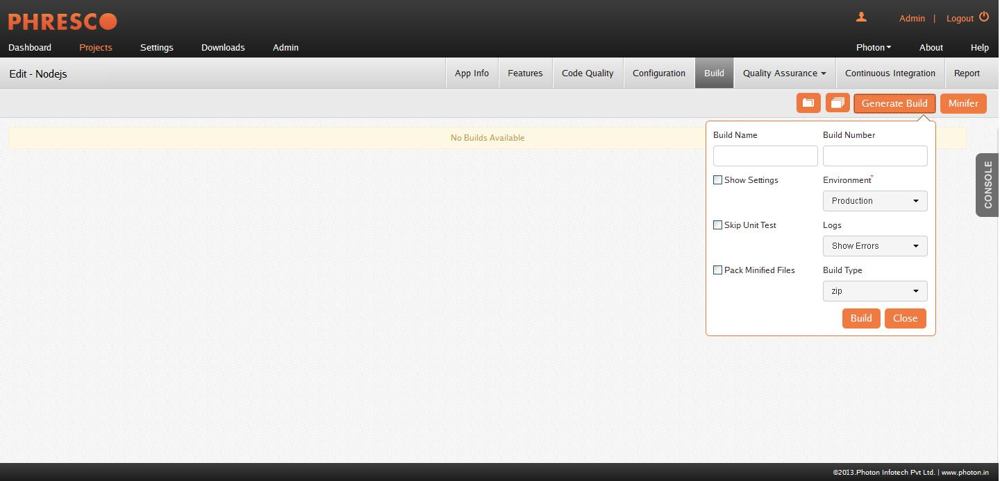 PHRESCO
Admin | Logout
Dashboard Projects Settings Downloads Admin Photon About Help
Edit - Nodejs App Info Features Code Quality Configuration Build Quality Assurance Continuous Integration Report
Generate Build Minifer
No Builds Available
Build Name Build Number
Show Settings Environment*
Production
Skip Unit Test Logs
Show Errors
Pack Minified Files Build Type
zip
Build Close
CONSOLE
©2013.Photon Infotech Pvt Ltd. | www.photon.in